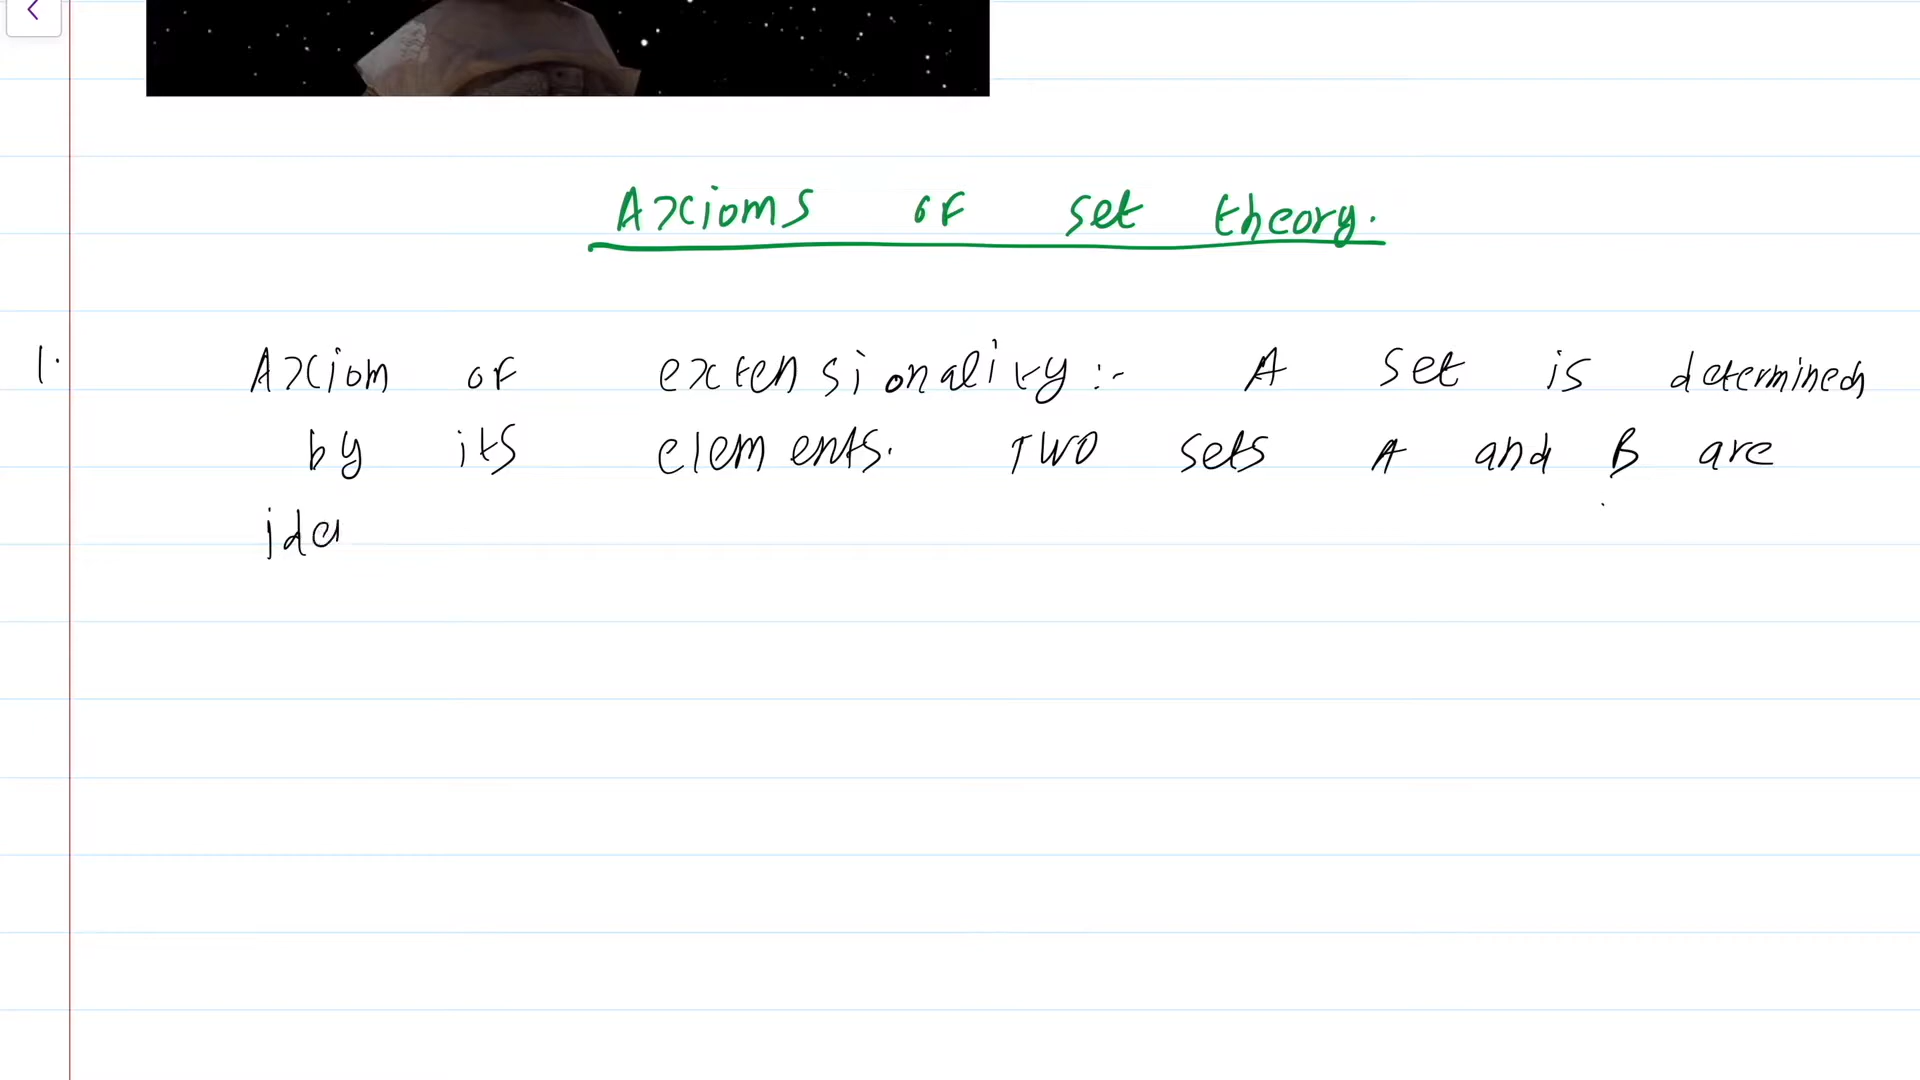 Axioms of set theory.
1. Axiom of extensionality:- A set is determined
by its elements. Two sets A and B are
ide